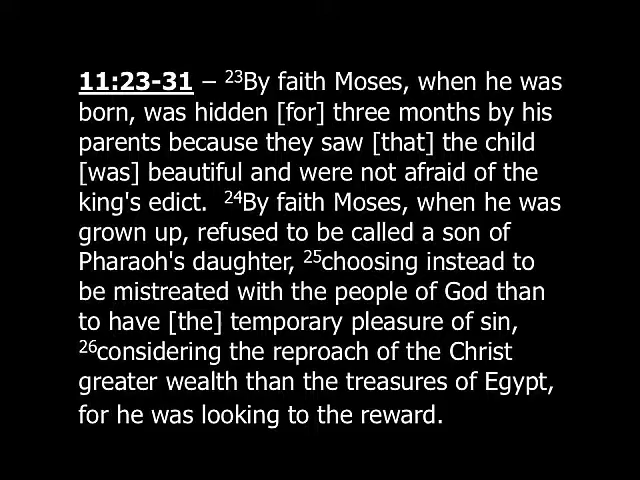 11:23-31 – ²³By faith Moses, when he was
born, was hidden [for] three months by his
parents because they saw [that] the child
[was] beautiful and were not afraid of the
king's edict. ²⁴By faith Moses, when he was
grown up, refused to be called a son of
Pharaoh's daughter, ²⁵choosing instead to
be mistreated with the people of God than
to have [the] temporary pleasure of sin,
²⁶considering the reproach of the Christ
greater wealth than the treasures of Egypt,
for he was looking to the reward.